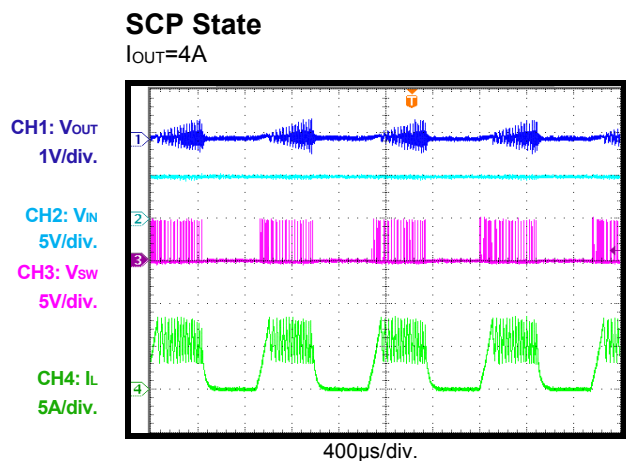 SCP State
IOUT=4A
CH1: VOUT
1V/div.
CH2: VIN
5V/div.
CH3: VSW
5V/div.
CH4: IL
5A/div.
1
2
3
4
T
400µs/div.